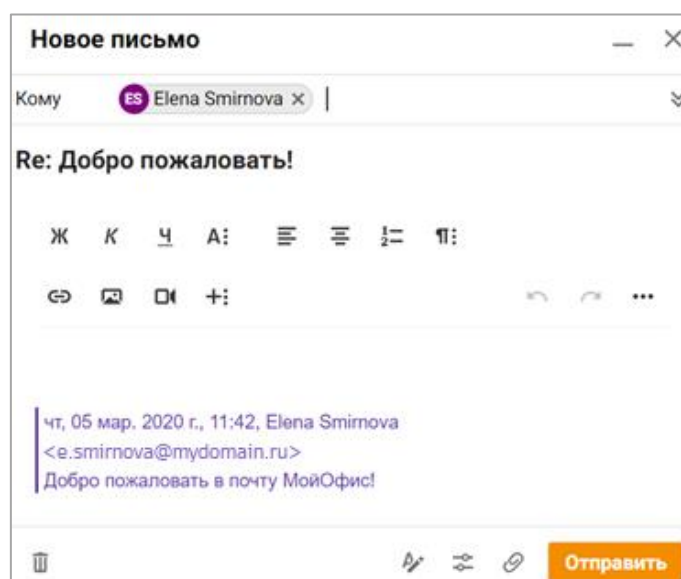 Новое письмо
Кому ES Elena Smirnova ×
Re: Добро пожаловать!
Ж К Ч А
чт, 05 мар. 2020 г., 11:42, Elena Smirnova
<e.smirnova@mydomain.ru>
Добро пожаловать в почту МойОфис!
Отправить